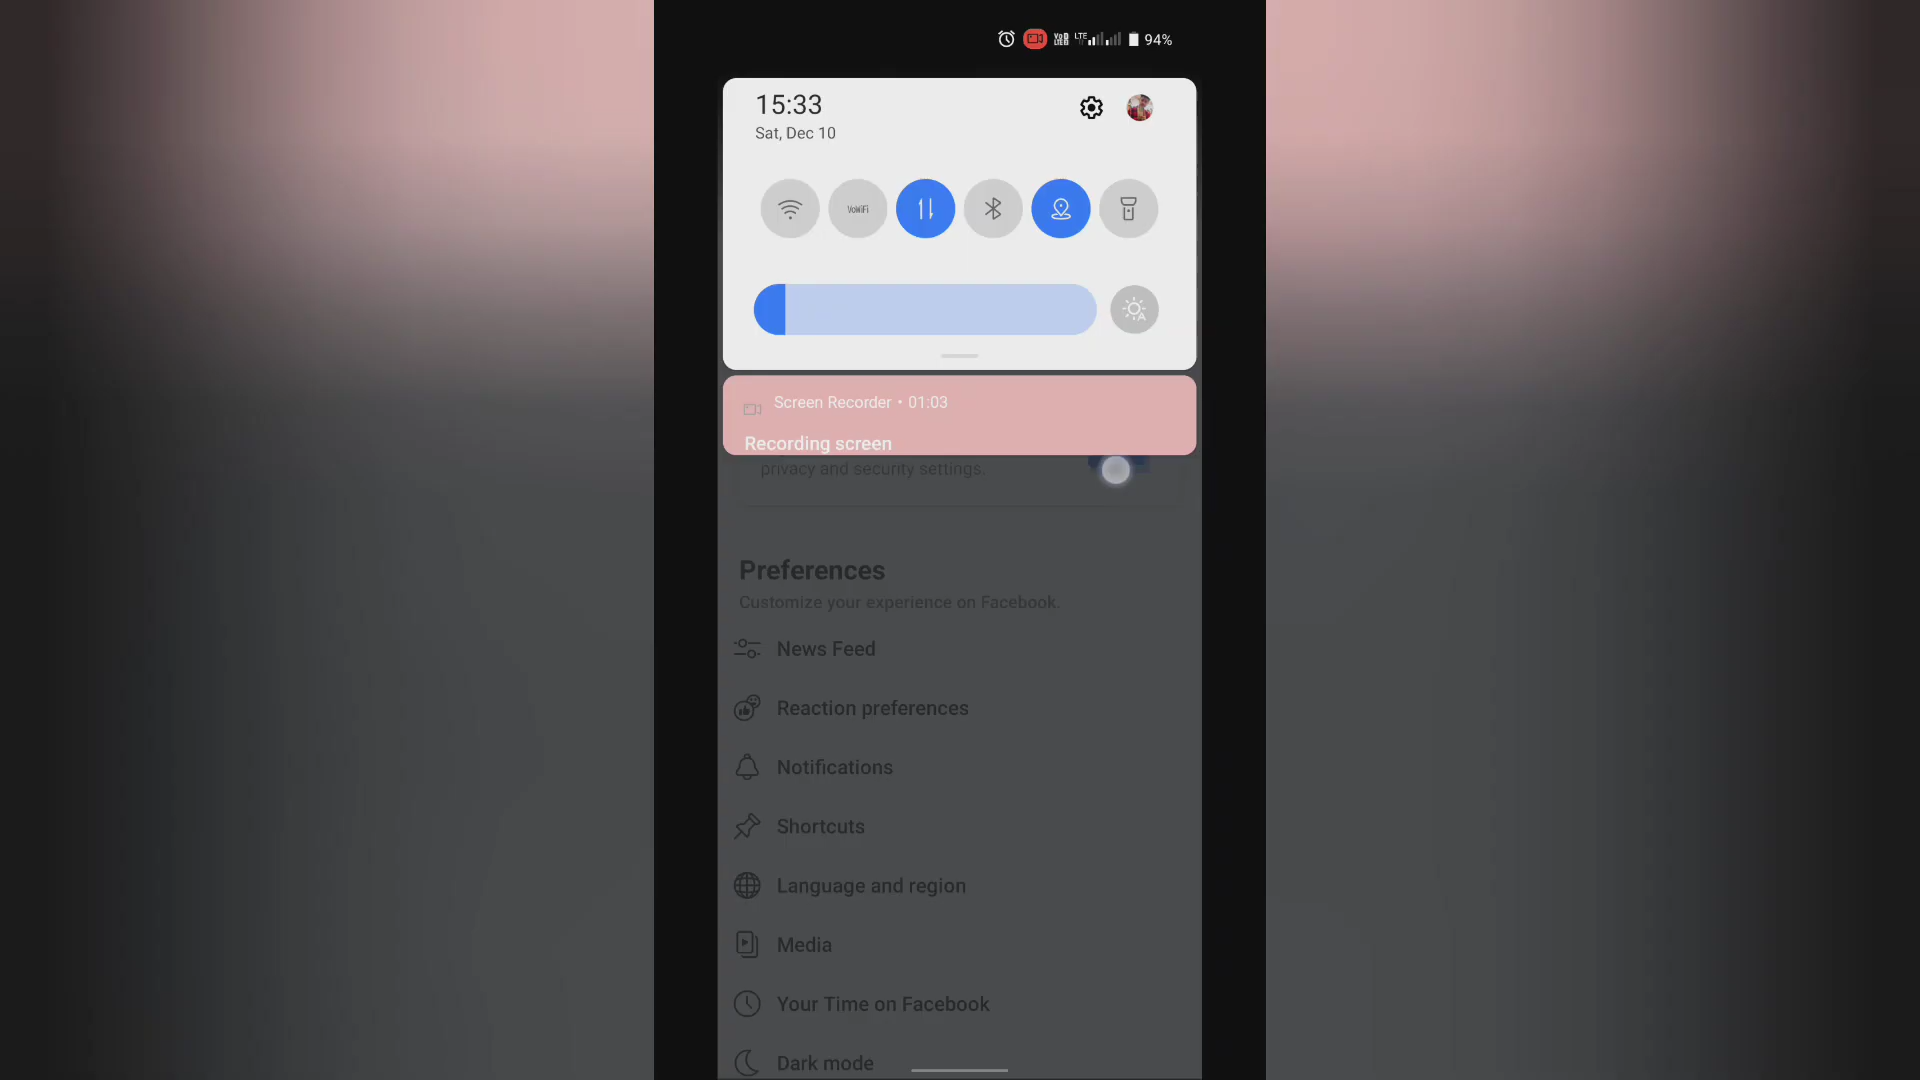 94%
15:33
Sat, Dec 10
VoWiFi
Screen Recorder • 01:03
Recording screen
privacy and security settings.
Preferences
Customize your experience on Facebook.
News Feed
Reaction preferences
Notifications
Shortcuts
Language and region
Media
Your Time on Facebook
Dark mode